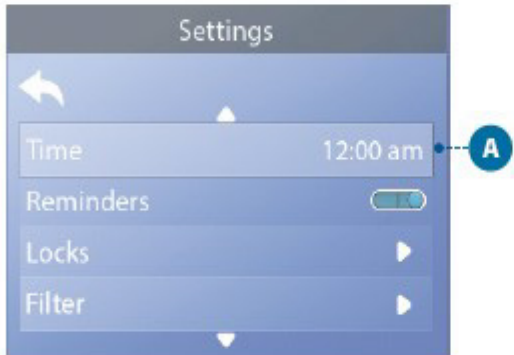 Settings
Time 12:00 am A
Reminders
Locks
Filter